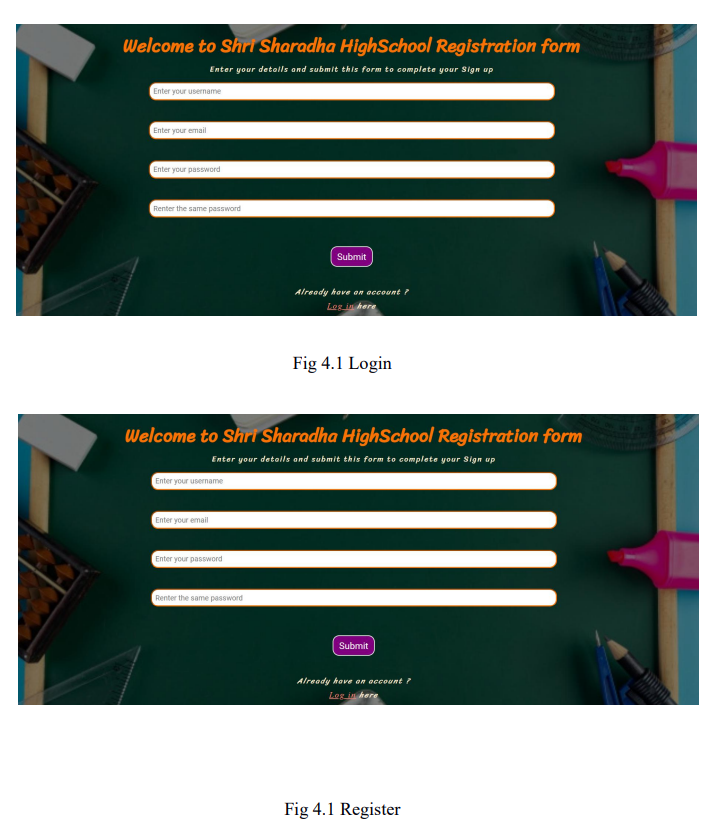 Welcome to Shri Sharadha HighSchool Registration form
Enter your details and submit this form to complete your Sign up
Enter your username
Enter your email
Enter your password
Renter the same password
Submit
Already have an account ?
Log in here
Fig 4.1 Login
Welcome to Shri Sharadha HighSchool Registration form
Enter your details and submit this form to complete your Sign up
Enter your username
Enter your email
Enter your password
Renter the same password
Submit
Already have an account ?
Log in here
Fig 4.1 Register